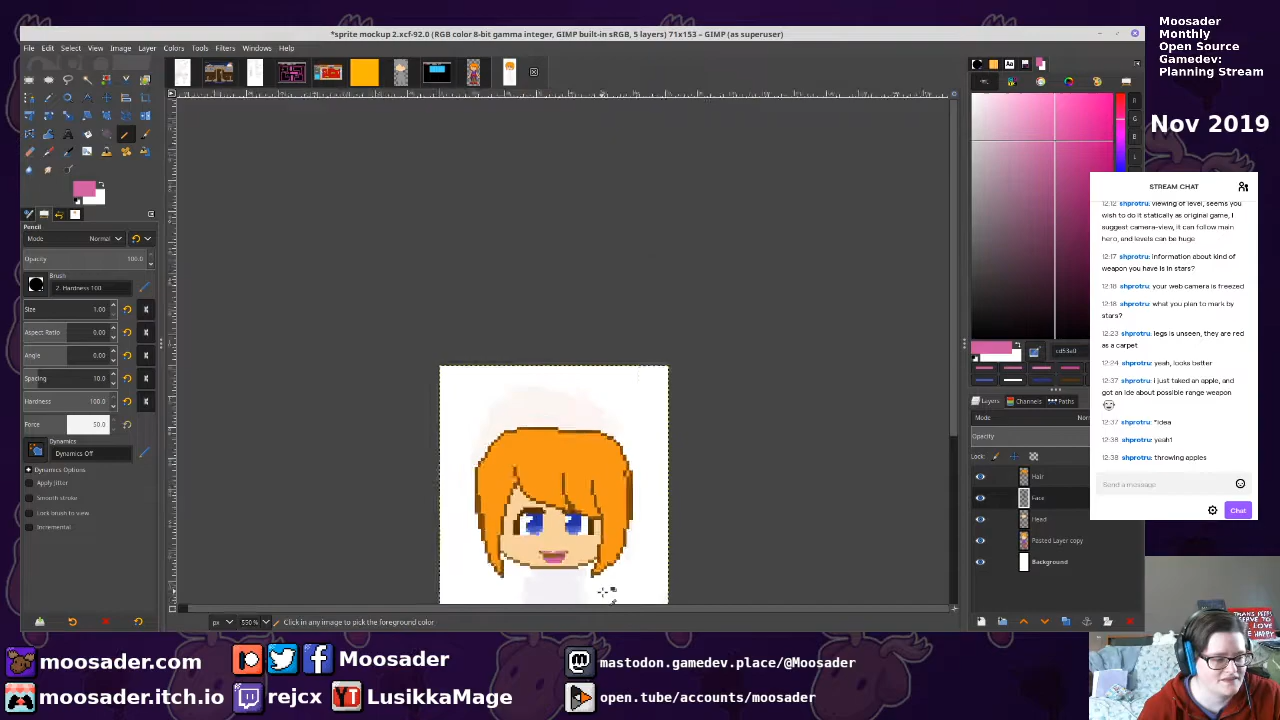 *sprite mockup 2.xcf-92.0 (RGB color 8-bit gamma integer, GIMP built-in sRGB, 5 layers) 71x153 – GIMP (as superuser)
File Edit Select View Image Layer Colors Tools Filters Windows Help
Moosader
Monthly
Open Source
Gamedev:
Planning Stream
Nov 2019
STREAM CHAT
12:12 shprotru: viewing of level, seems you
wish to do it statically as original game, I
suggest camera-view, it can follow main
hero, and levels can be huge
12:17 shprotru: information about kind of
weapon you have is in stars?
12:18 shprotru: your web camera is freezed
12:18 shprotru: what you plan to mark by
stars?
12:23 shprotru: legs is unseen, they are red
as a carpet
12:24 shprotru: yeah, looks better
12:37 shprotru: I just taked an apple, and
got an ide about possible range weapon
12:37 shprotru: *idea
12:38 shprotru: yeah1
12:38 shprotru: throwing apples
Send a message
Chat
Pencil
Mode Normal
Opacity 100.0
Brush
2. Hardness 100
Size 1.00
Aspect Ratio 0.00
Angle 0.00
Spacing 10.0
Hardness 100.0
Force 50.0
Dynamics
Dynamics Off
Dynamics Options
Apply Jitter
Smooth stroke
Lock brush to view
Incremental
R
G
B
L
cd53a0
Layers Channels Paths
Mode Norr
Opacity
Lock:
Hair
Face
Head
Pasted Layer copy
Background
px 550 % Click in any image to pick the foreground color
moosader.com
Moosader
mastodon.gamedev.place/@Moosader
moosader.itch.io
rejcx
LusikkaMage
open.tube/accounts/moosader